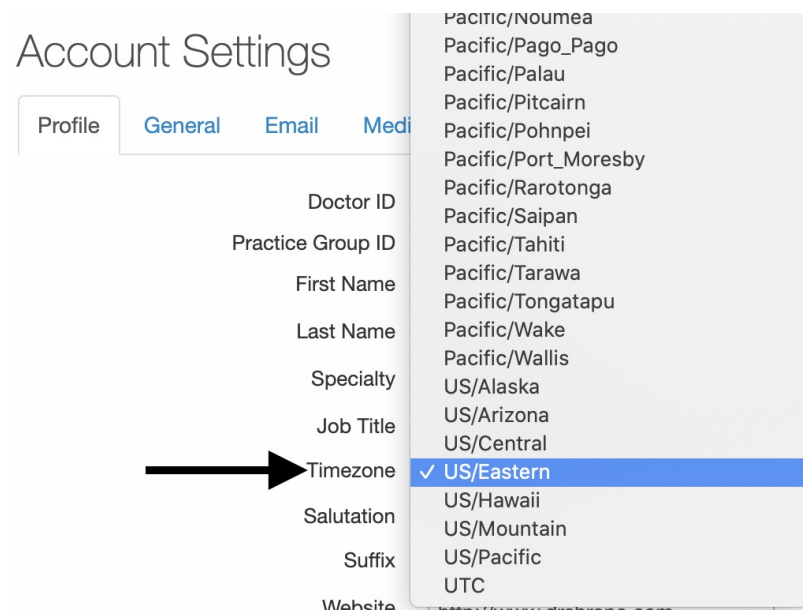 Account Settings
Profile
General
Email
Medi
Doctor ID
Practice Group ID
First Name
Last Name
Specialty
Job Title
Timezone
Salutation
Suffix
Website
Pacific/Noumea
Pacific/Pago_Pago
Pacific/Palau
Pacific/Pitcairn
Pacific/Pohnpei
Pacific/Port_Moresby
Pacific/Rarotonga
Pacific/Saipan
Pacific/Tahiti
Pacific/Tarawa
Pacific/Tongatapu
Pacific/Wake
Pacific/Wallis
US/Alaska
US/Arizona
US/Central
✓ US/Eastern
US/Hawaii
US/Mountain
US/Pacific
UTC